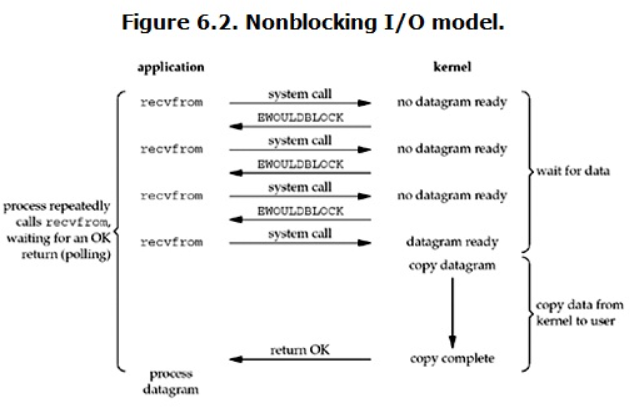 Figure 6.2. Nonblocking I/O model.
application
kernel
recvfrom
system call
no datagram ready
EWOULDBLOCK
recvfrom
system call
no datagram ready
EWOULDBLOCK
recvfrom
system call
no datagram ready
EWOULDBLOCK
recvfrom
system call
datagram ready
wait for data
process repeatedly
calls recvfrom,
waiting for an OK
return (polling)
copy datagram
copy data from
kernel to user
return OK
copy complete
process
datagram